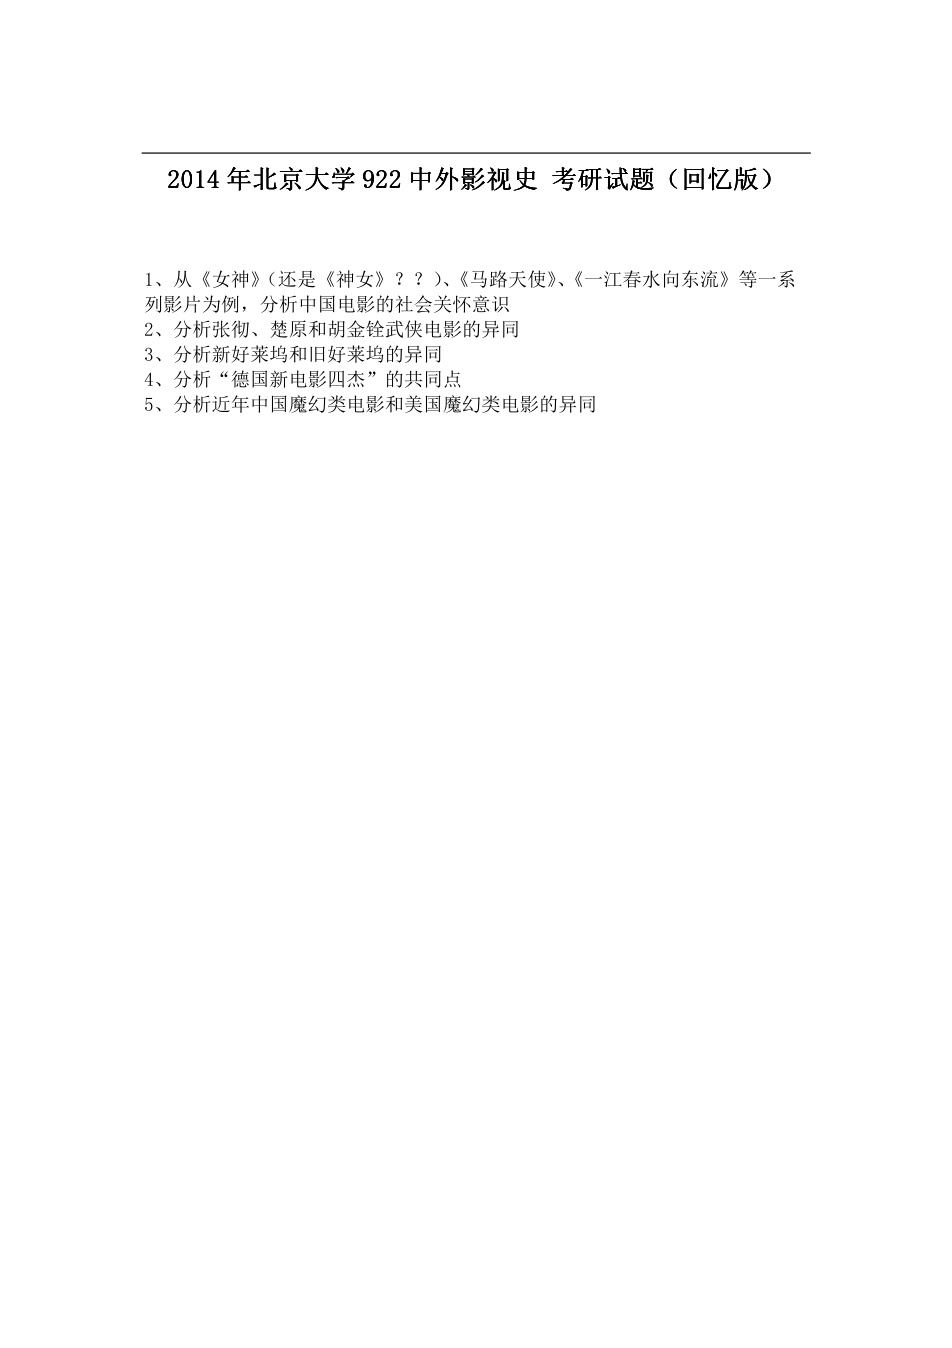 2014年北京大学922中外影视史 考研试题（回忆版）
1、从《女神》（还是《神女》？？）、《马路天使》、《一江春水向东流》等一系
列影片为例，分析中国电影的社会关怀意识
2、分析张彻、楚原和胡金铨武侠电影的异同
3、分析新好莱坞和旧好莱坞的异同
4、分析“德国新电影四杰”的共同点
5、分析近年中国魔幻类电影和美国魔幻类电影的异同